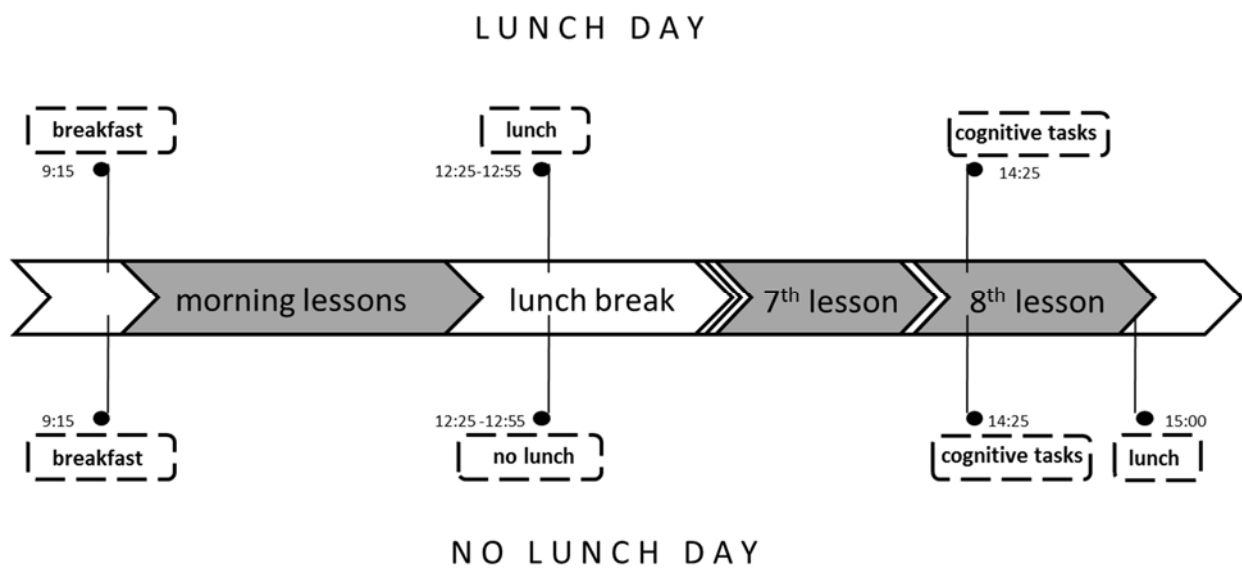 LUNCH DAY
breakfast
lunch
cognitive tasks
9:15
12:25-12:55
14:25
morning lessons
lunch break
7th lesson
8th lesson
9:15
12:25 -12:55
14:25
15:00
breakfast
no lunch
cognitive tasks
lunch
NO LUNCH DAY